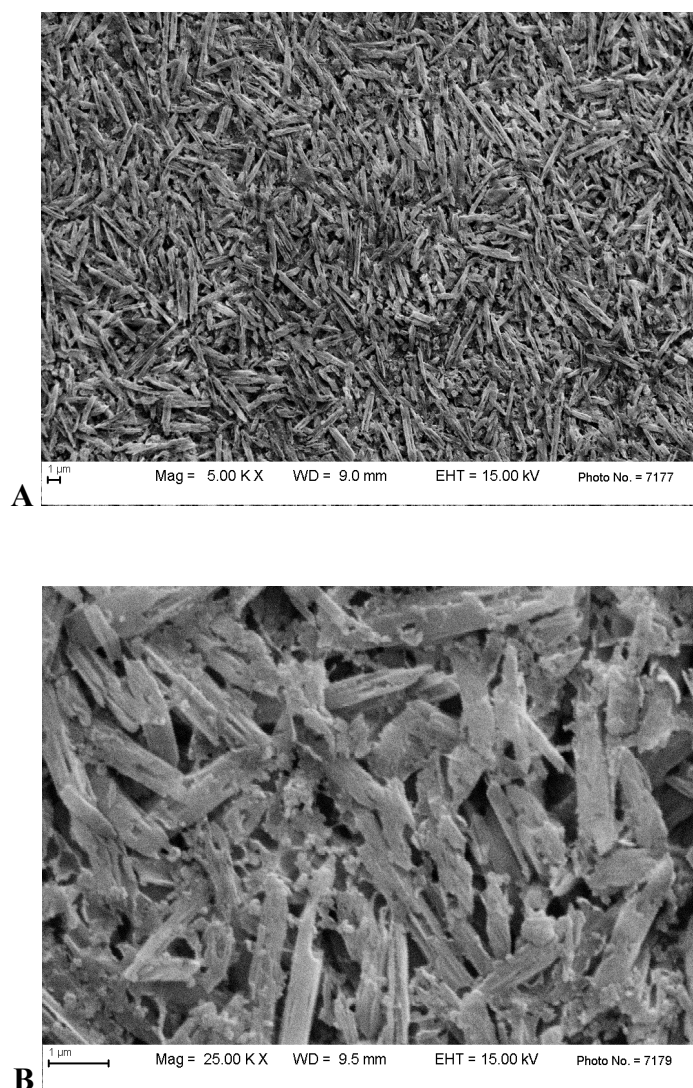 1 µm Mag = 5.00 K X WD = 9.0 mm EHT = 15.00 kV Photo No. = 7177
A
1 µm Mag = 25.00 K X WD = 9.5 mm EHT = 15.00 kV Photo No. = 7179
B